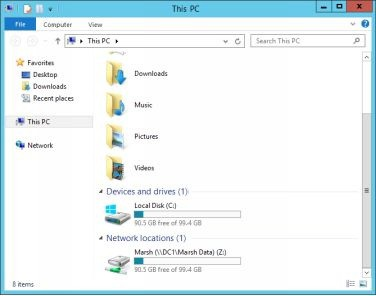 This PC
File
Computer
View
This PC
Search This PC
Favorites
Desktop
Downloads
Recent places
This PC
Network
Downloads
Music
Pictures
Videos
Devices and drives (1)
Local Disk (C:)
90.5 GB free of 99.4 GB
Network locations (1)
Marsh (\\DC1\Marsh Data) (Z:)
90.5 GB free of 99.4 GB
8 items